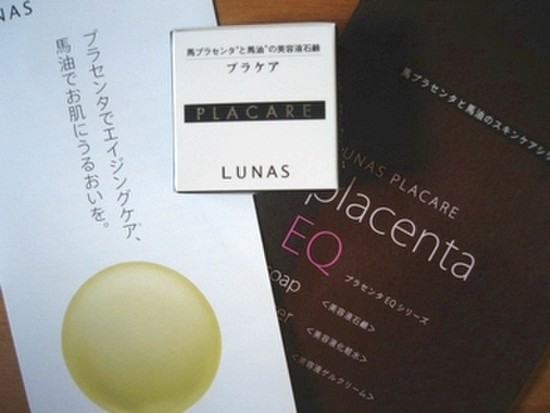 NAS
プラセンタでエイジングケア、
馬油でお肌にうるおいを。
馬プラセンタ*と馬油*の美容液石鹸
プラケア
PLACARE
LUNAS
馬プラセンタと馬油のスキンケアシ
LUNAS PLACARE
placenta
EQ
プラセンタEQシリーズ
soap
<美容液石鹸>
er
<美容液化粧水>
<美容液ゲルクリーム>